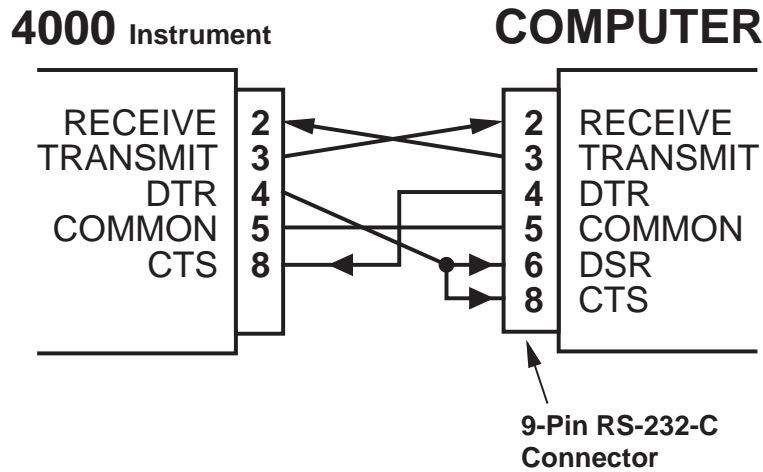 4000 Instrument
COMPUTER
RECEIVE 2
TRANSMIT 3
DTR 4
COMMON 5
CTS 8
2 RECEIVE
3 TRANSMIT
4 DTR
5 COMMON
6 DSR
8 CTS
9-Pin RS-232-C
Connector